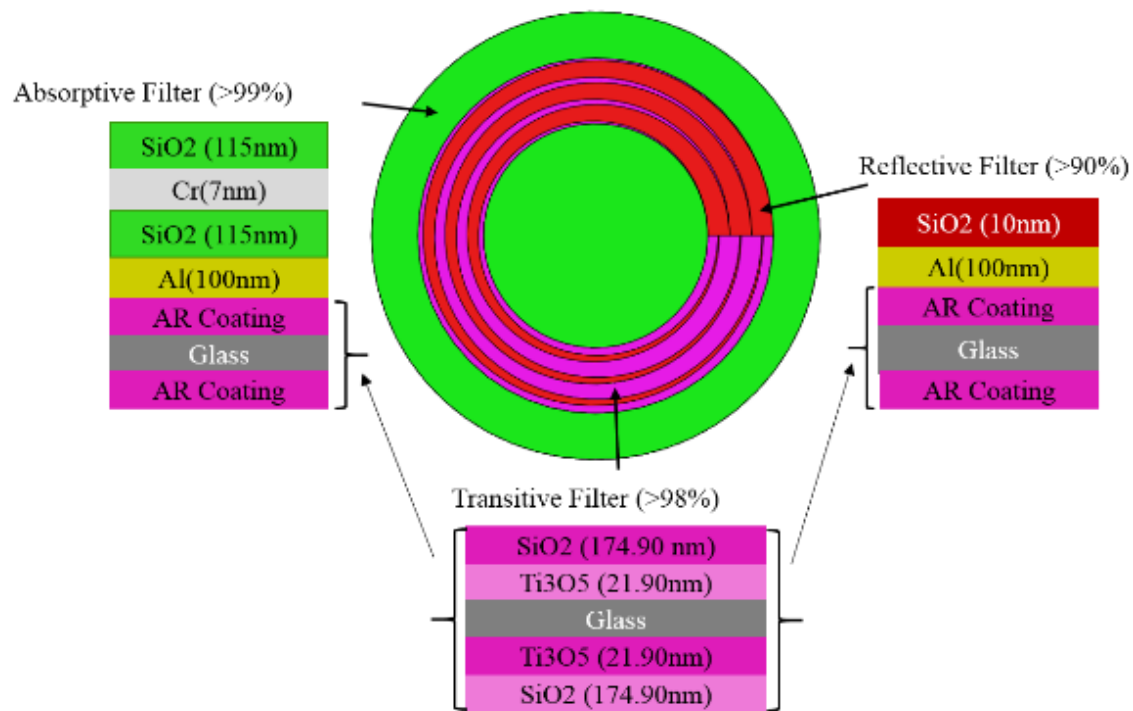 Absorptive Filter (>99%)
SiO2 (115nm)
Cr(7nm)
SiO2 (115nm)
Al(100nm)
AR Coating
Glass
AR Coating
Reflective Filter (>90%)
SiO2 (10nm)
Al(100nm)
AR Coating
Glass
AR Coating
Transitive Filter (>98%)
SiO2 (174.90 nm)
Ti3O5 (21.90nm)
Glass
Ti3O5 (21.90nm)
SiO2 (174.90nm)